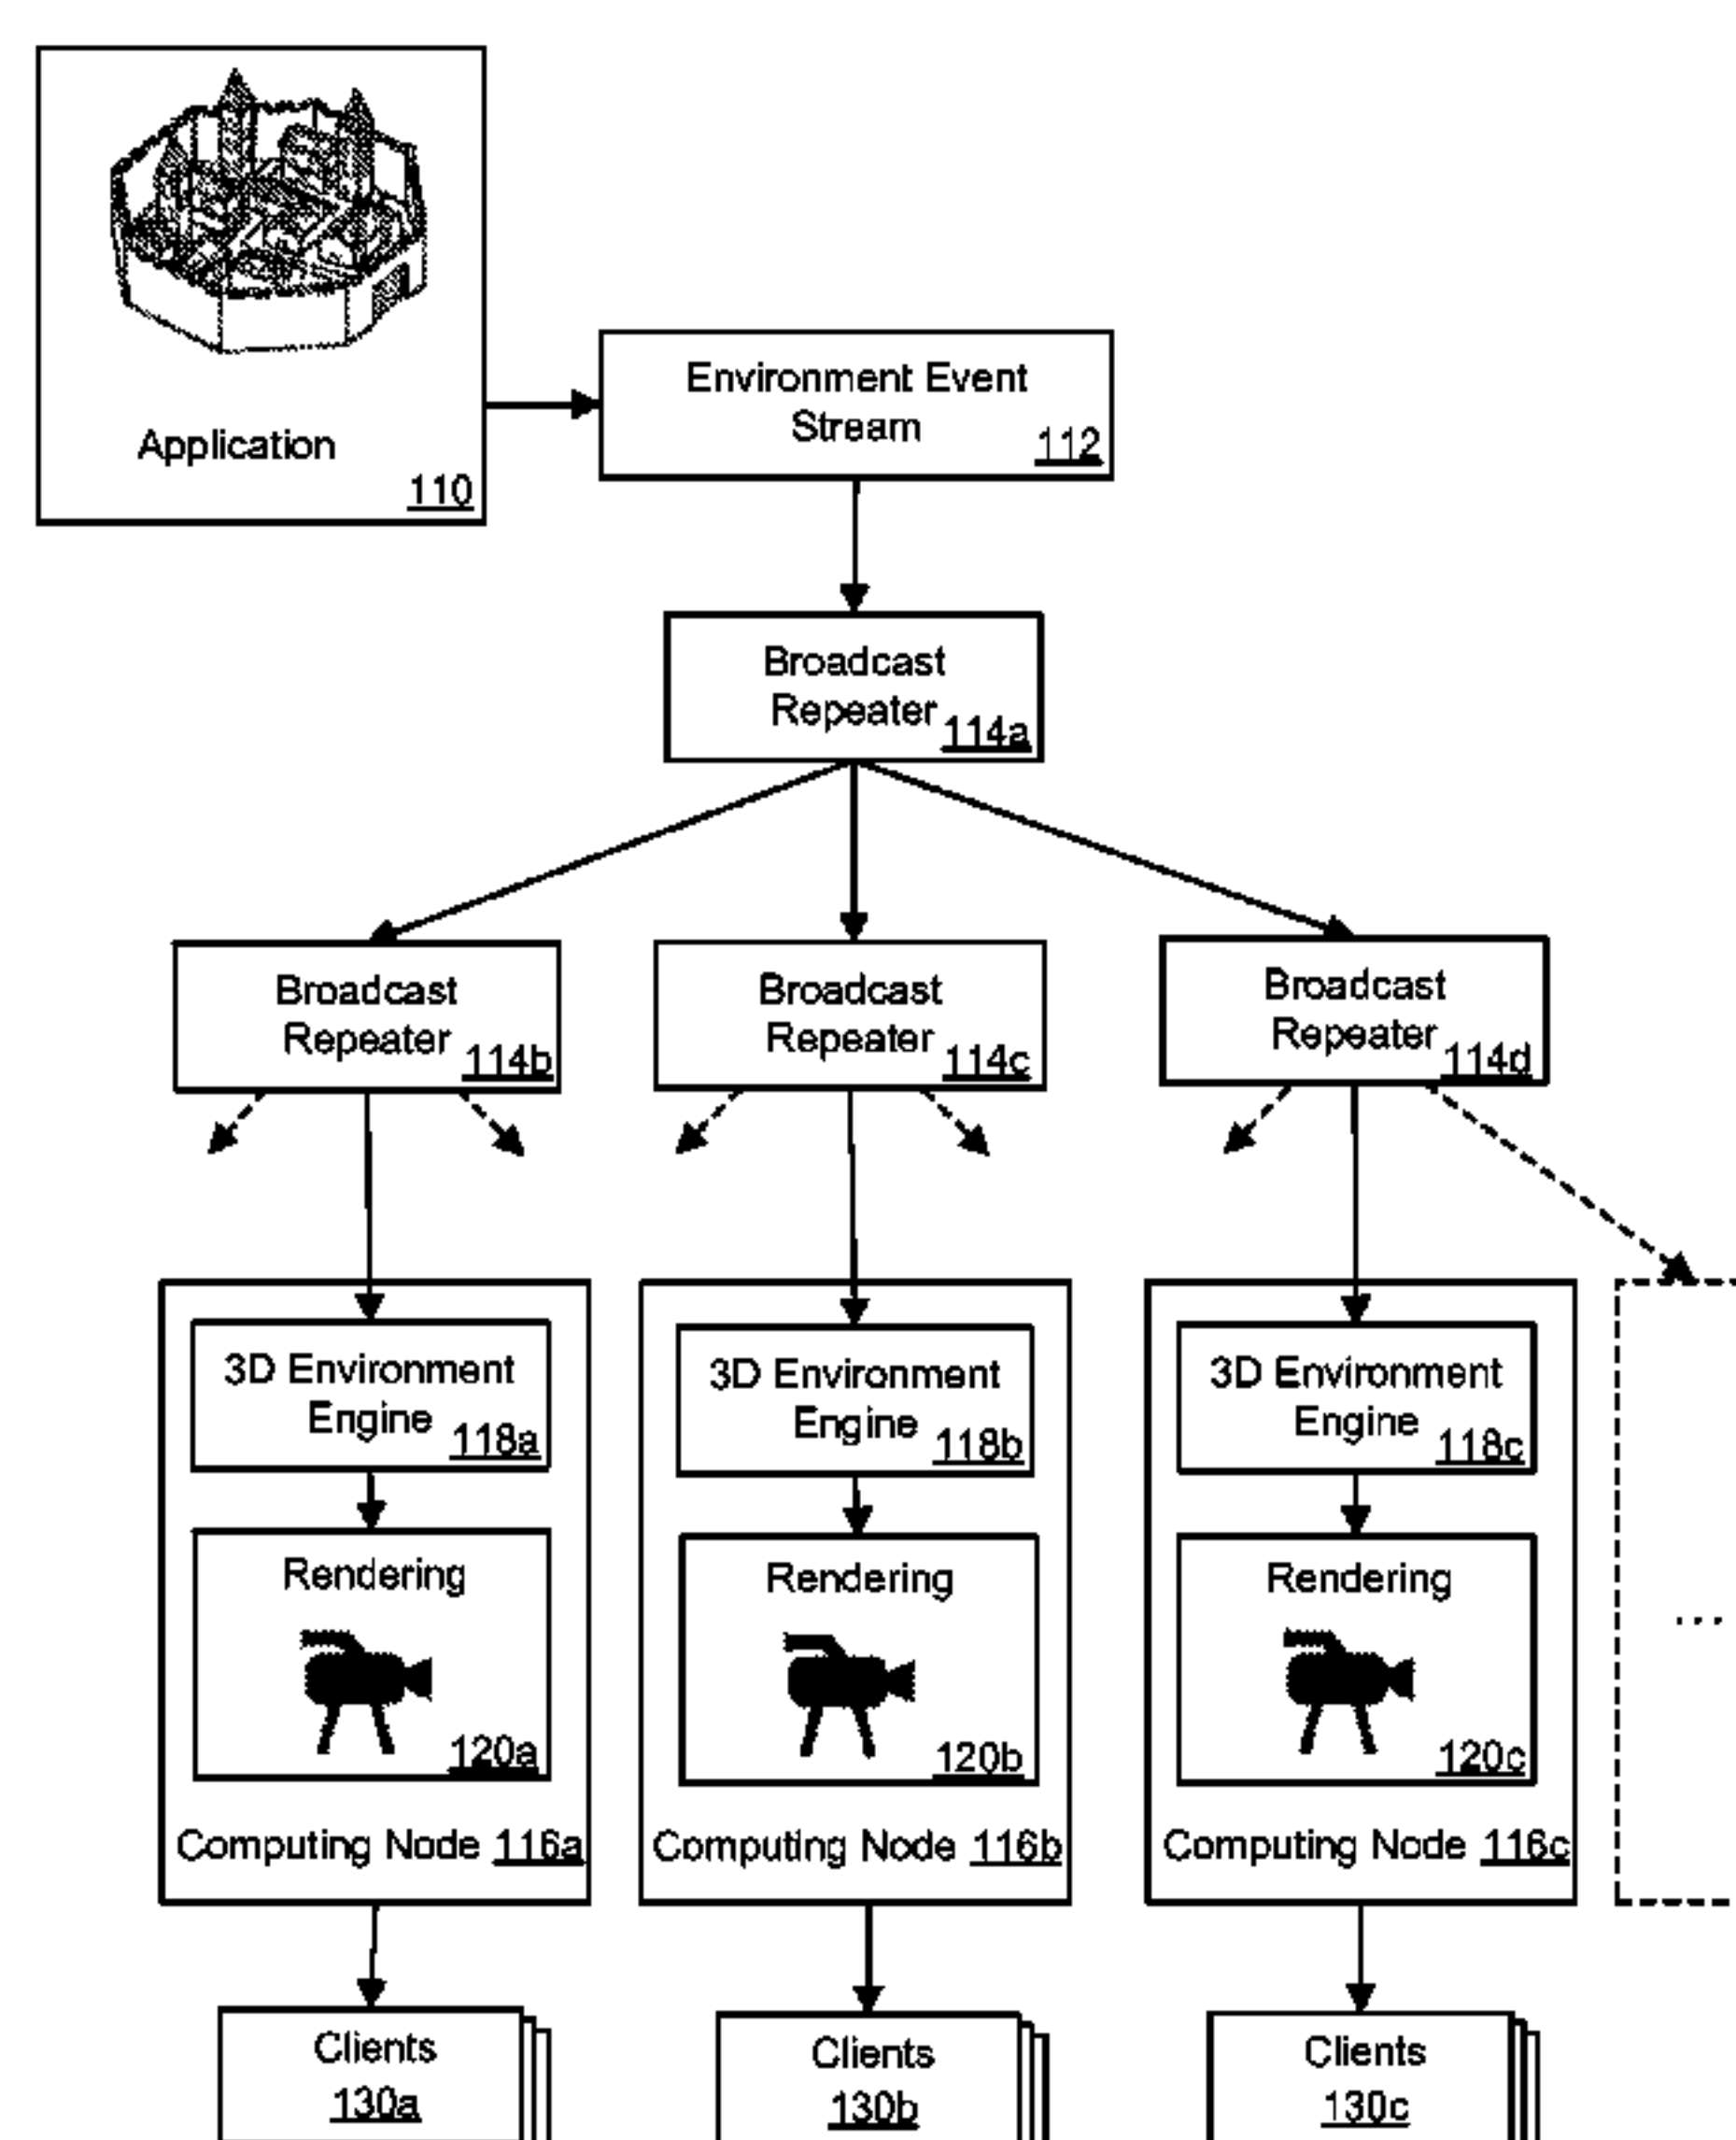 Application
110
Environment Event
Stream
112
Broadcast
Repeater
114a
Broadcast
Repeater
114b
Broadcast
Repeater
114c
Broadcast
Repeater
114d
3D Environment
Engine
118a
Rendering
120a
Computing Node 116a
3D Environment
Engine
118b
Rendering
120b
Computing Node 116b
3D Environment
Engine
118c
Rendering
120c
Computing Node 116c
...
Clients
130a
Clients
130b
Clients
130c